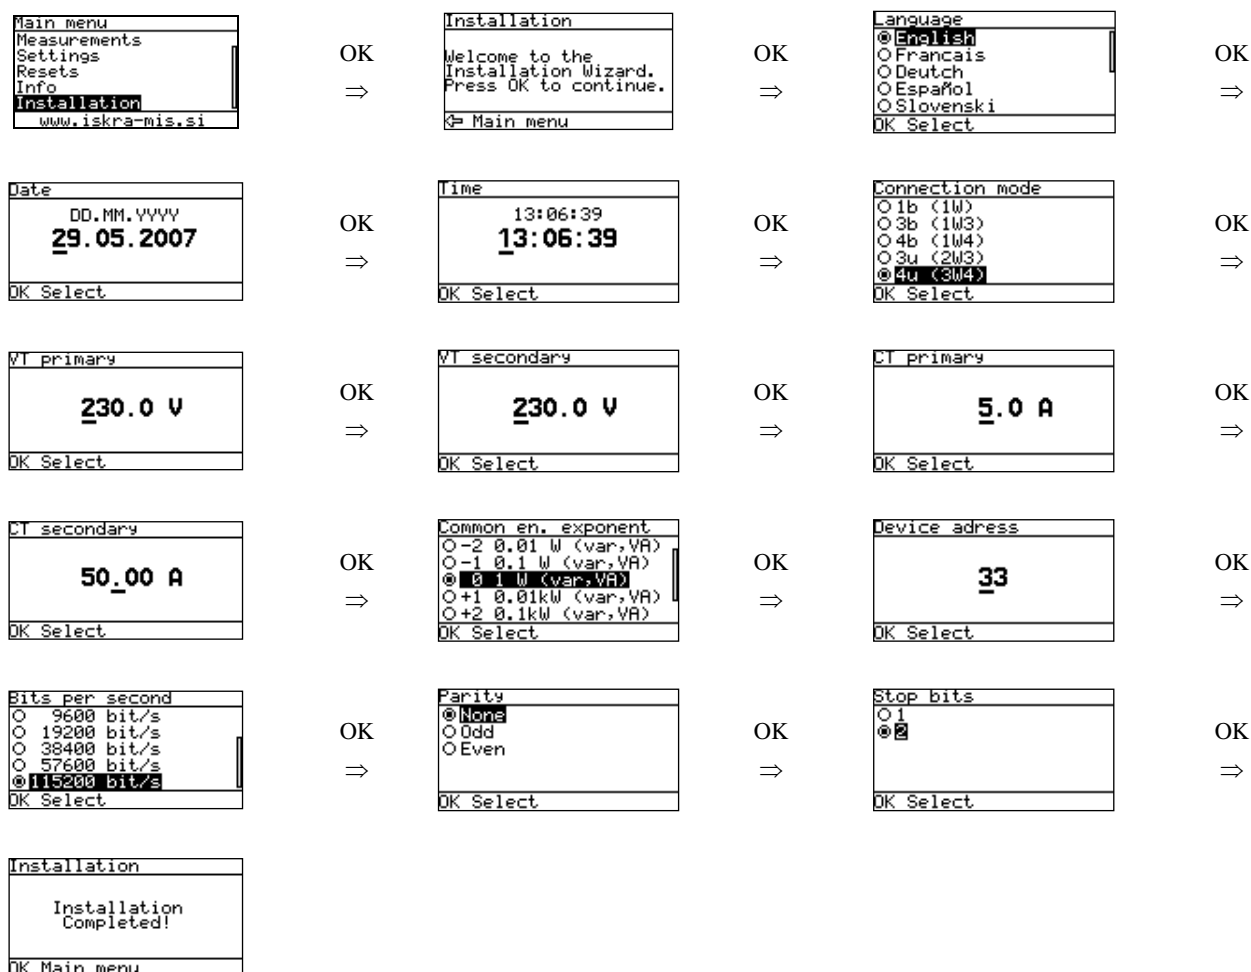 Main menu
Measurements
Settings
Resets
Info
Installation
www.iskra-mis.si
OK
⇒
Installation
Welcome to the
Installation Wizard.
Press OK to continue.
⇦ Main menu
OK
⇒
Language
English
Francais
Deutch
Español
Slovenski
OK Select
OK
⇒
Date
DD.MM.YYYY
29.05.2007
OK Select
OK
⇒
Time
13:06:39
13:06:39
OK Select
OK
⇒
Connection mode
1b (1W)
3b (1W3)
4b (1W4)
3u (2W3)
4u (3W4)
OK Select
OK
⇒
VT primary
230.0 V
OK Select
OK
⇒
VT secondary
230.0 V
OK Select
OK
⇒
CT primary
5.0 A
OK Select
OK
⇒
CT secondary
50.00 A
OK Select
OK
⇒
Common en. exponent
-2 0.01 W (var,VA)
-1 0.1 W (var,VA)
0 1 W (var,VA)
+1 0.01kW (var,VA)
+2 0.1kW (var,VA)
OK Select
OK
⇒
Device adress
33
OK Select
OK
⇒
Bits per second
9600 bit/s
19200 bit/s
38400 bit/s
57600 bit/s
115200 bit/s
OK Select
OK
⇒
Parity
None
Odd
Even
OK Select
OK
⇒
Stop bits
1
2
OK Select
OK
⇒
Installation
Installation
Completed!
OK Main menu